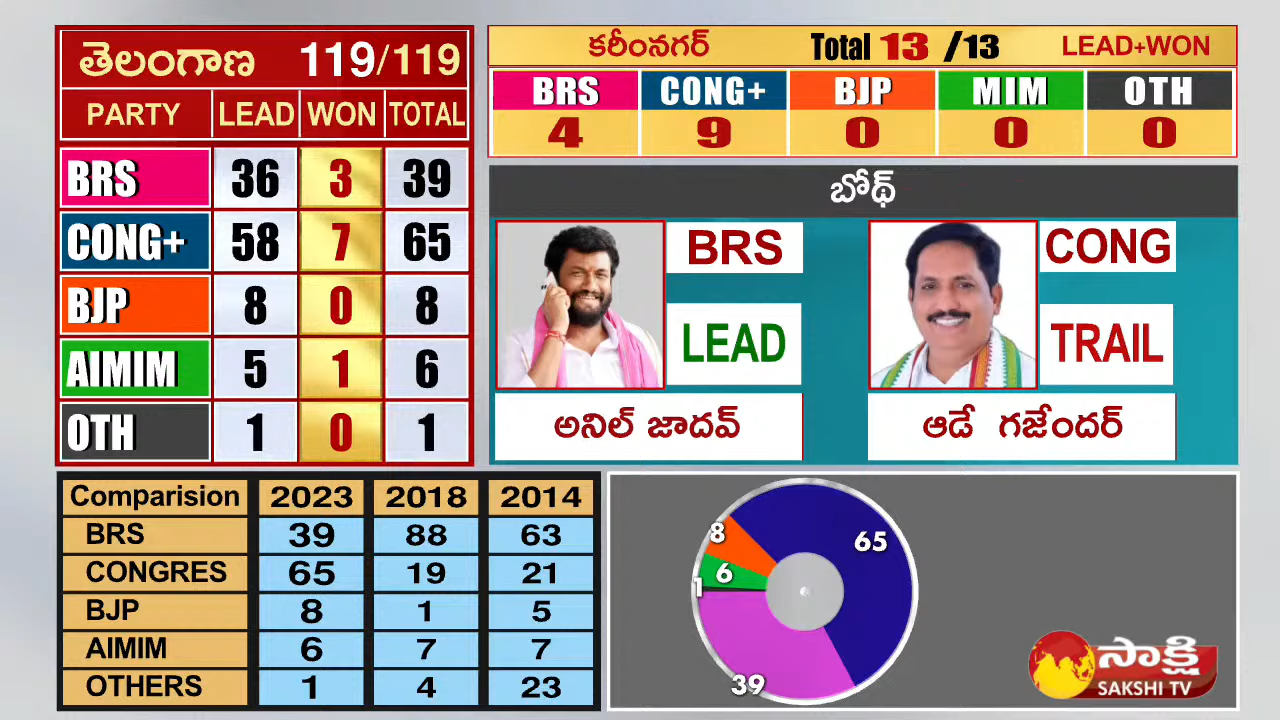 తెలంగాణ 119/119
PARTY LEAD WON TOTAL
BRS 36 3 39
CONG+ 58 7 65
BJP 8 0 8
AIMIM 5 1 6
OTH 1 0 1
కరీంనగర్ Total 13 /13 LEAD+WON
BRS CONG+ BJP MIM OTH
4 9 0 0 0
బోథ్
BRS
LEAD
అనిల్ జాదవ్
CONG
TRAIL
ఆడే గజేందర్
Comparision 2023 2018 2014
BRS 39 88 63
CONGRES 65 19 21
BJP 8 1 5
AIMIM 6 7 7
OTHERS 1 4 23
8
65
6
1
39
సాక్షి
SAKSHI TV